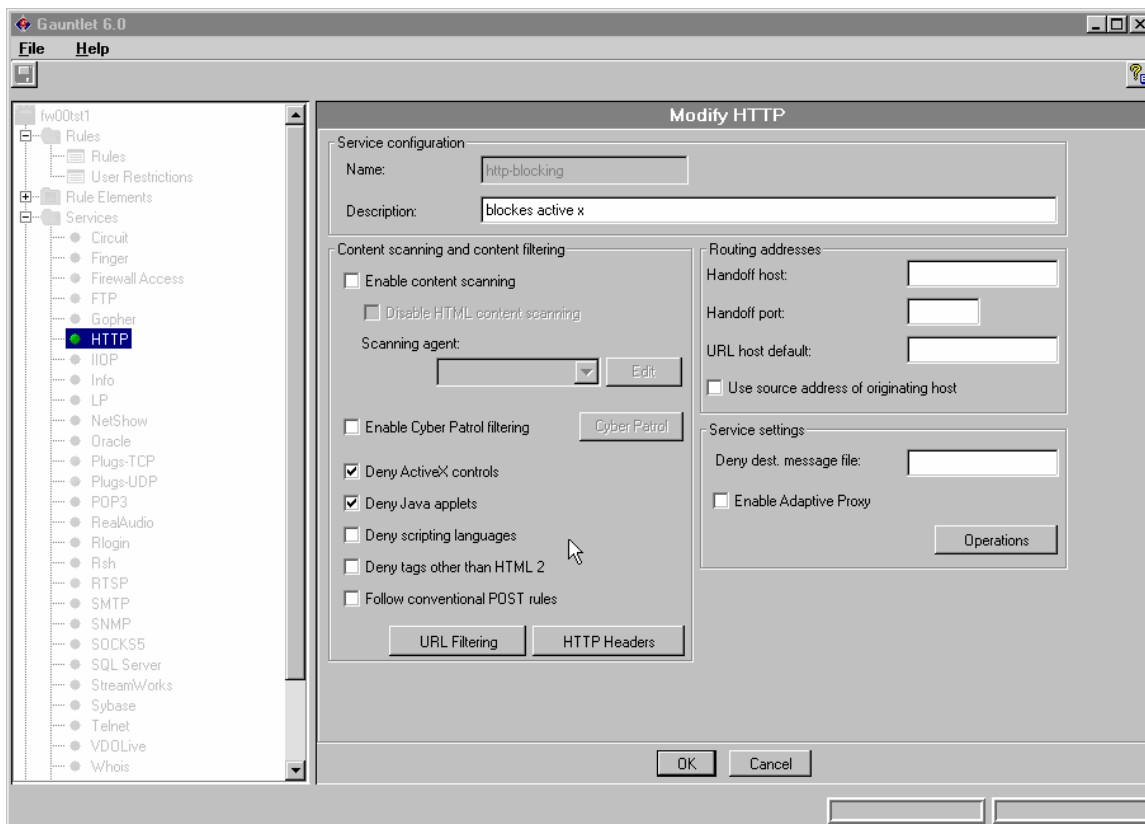 Gauntlet 6.0
File Help
fw00tst1
Rules
Rules
User Restrictions
Rule Elements
Services
Circuit
Finger
Firewall Access
FTP
Gopher
HTTP
IIOP
Info
LP
NetShow
Oracle
Plugs-TCP
Plugs-UDP
POP3
RealAudio
Rlogin
Rsh
RTSP
SMTP
SNMP
SOCKS5
SQL Server
StreamWorks
Sybase
Telnet
VDOLive
Whois
Modify HTTP
Service configuration
Name: http-blocking
Description: blockes active x
Content scanning and content filtering
Enable content scanning
Disable HTML content scanning
Scanning agent:
Edit
Enable Cyber Patrol filtering Cyber Patrol
Deny ActiveX controls
Deny Java applets
Deny scripting languages
Deny tags other than HTML 2
Follow conventional POST rules
URL Filtering HTTP Headers
Routing addresses
Handoff host:
Handoff port:
URL host default:
Use source address of originating host
Service settings
Deny dest. message file:
Enable Adaptive Proxy
Operations
OK Cancel